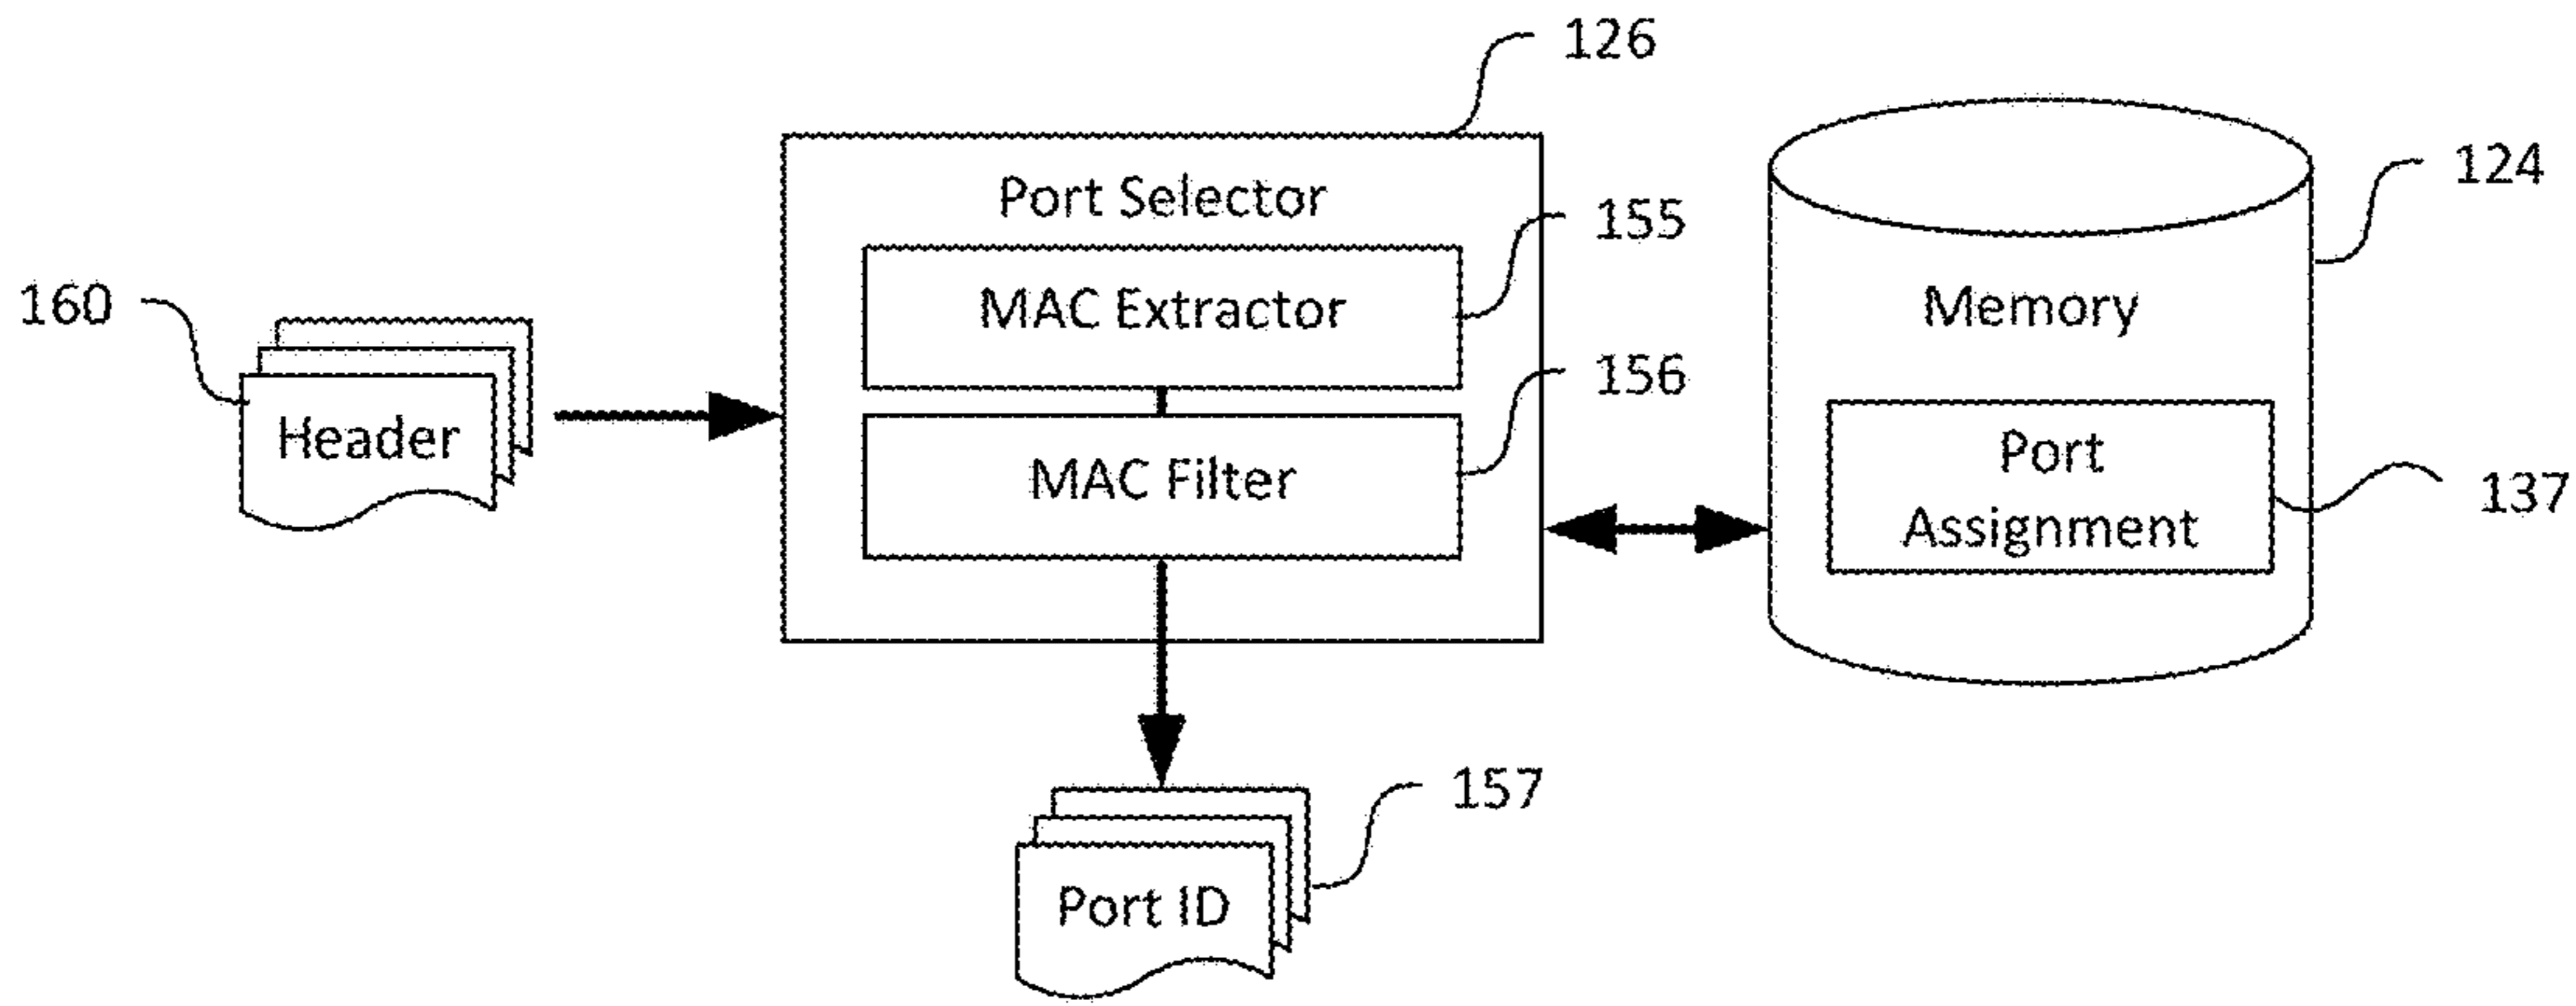 126
Port Selector
124
155
MAC Extractor
Memory
160
156
Header
MAC Filter
Port
Assignment
137
157
Port ID